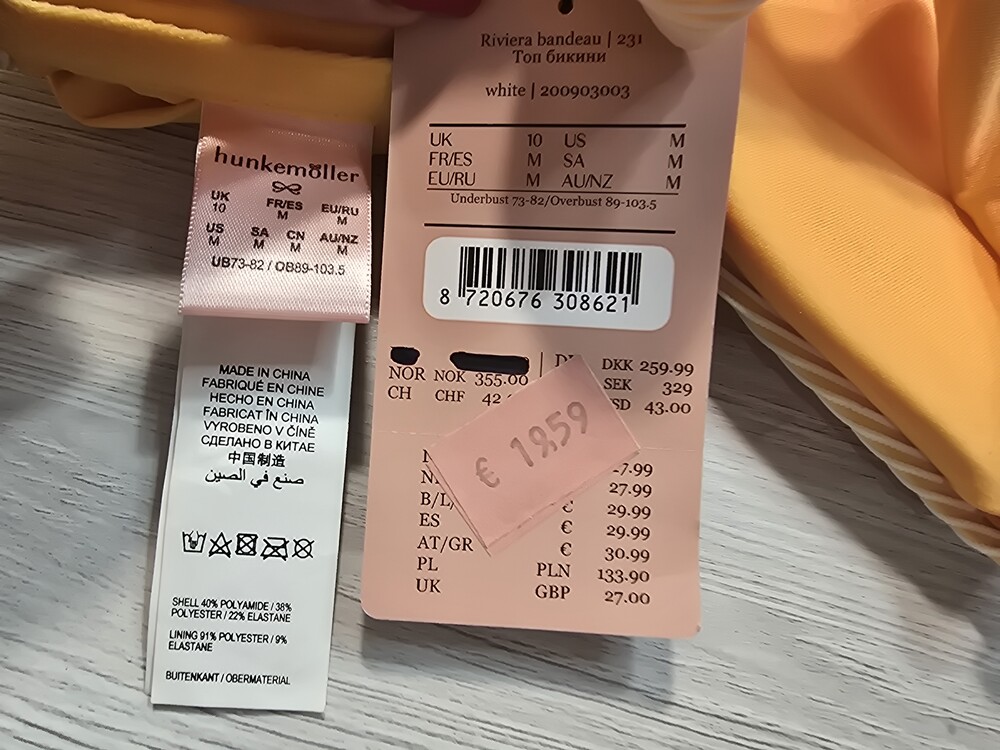 Riviera bandeau | 231
Топ бикини
white | 200903003
UK 10 US M
FR/ES M SA M
EU/RU M AU/NZ M
Underbust 73-82/Overbust 89-103.5
8 720676 308621
DKK 259.99
NOR NOK 355.00 SEK 329
CH CHF 43.00
€ 19,59
27.99
B/L 29.99
ES € 29.99
AT/GR € 30.99
PL PLN 133.90
UK GBP 27.00
hunkemöller
UK FR/ES EU/RU
10 M M
US SA CN AU/NZ
M M M M
UB73-82 / OB89-103.5
MADE IN CHINA
FABRIQUÉ EN CHINE
HECHO EN CHINA
FABRICAT ÎN CHINA
VYROBENO V ČÍNĚ
СДЕЛАНО В КИТАЕ
中国制造
صنع في الصين
SHELL 40% POLYAMIDE / 38%
POLYESTER / 22% ELASTANE
LINING 91% POLYESTER / 9%
ELASTANE
BUITENKANT / OBERMATERIAL